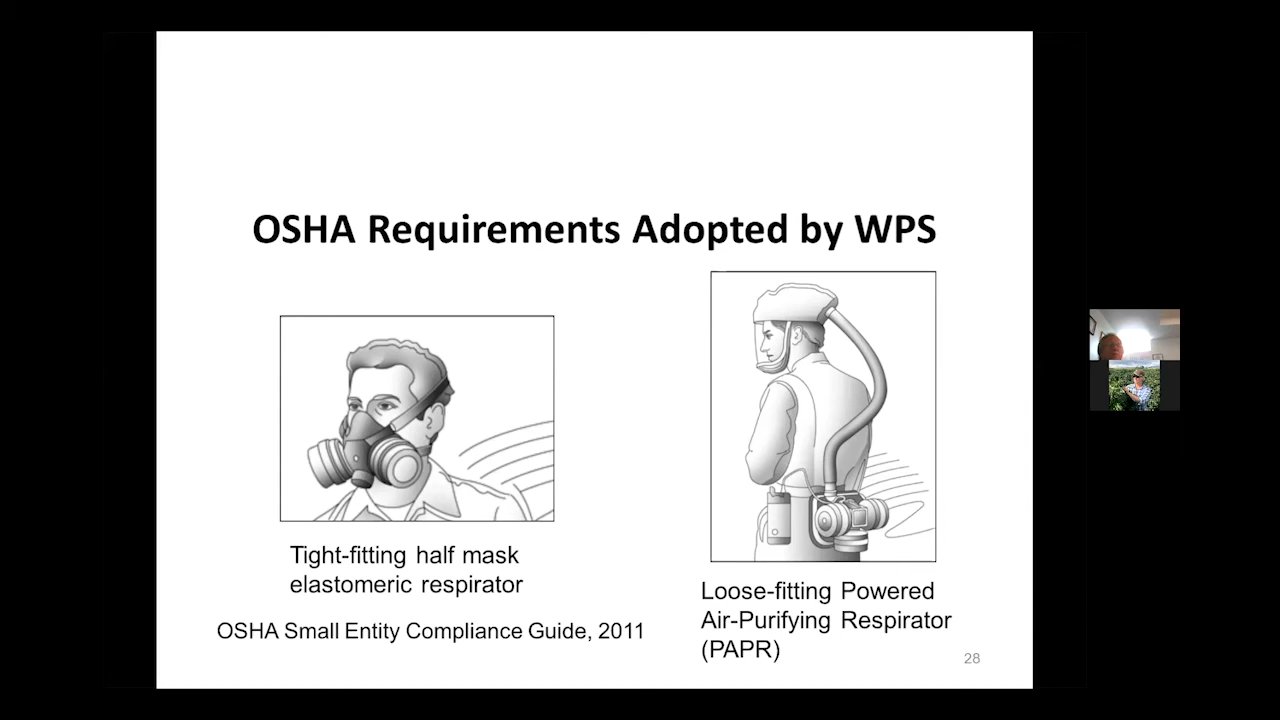 OSHA Requirements Adopted by WPS
Tight-fitting half mask
elastomeric respirator
OSHA Small Entity Compliance Guide, 2011
Loose-fitting Powered
Air-Purifying Respirator
(PAPR)
28